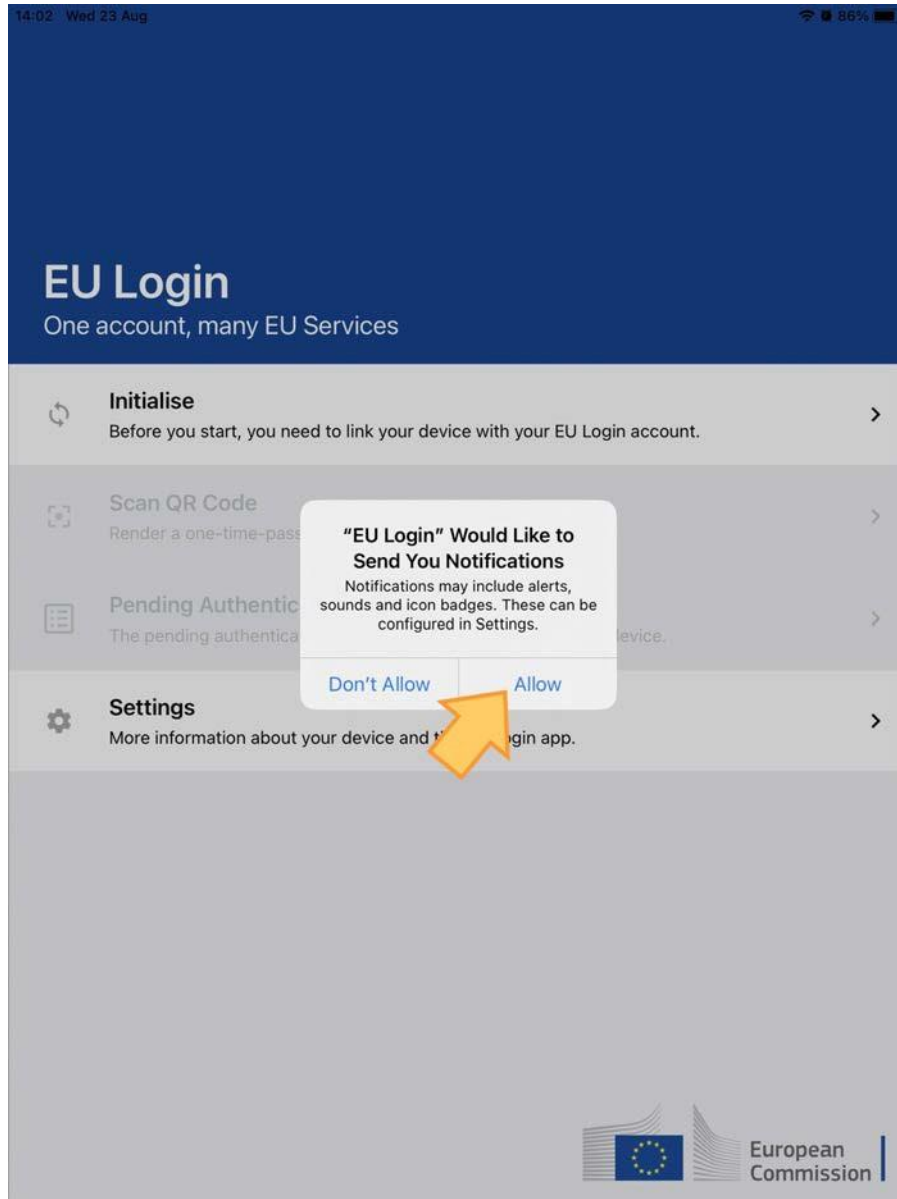 14:02 Wed 23 Aug
86%
EU Login
One account, many EU Services
Initialise
Before you start, you need to link your device with your EU Login account.
Scan QR Code
Render a one-time-pass
"EU Login" Would Like to
Send You Notifications
Notifications may include alerts,
sounds and icon badges. These can be
configured in Settings.
Pending Authentic
The pending authentica
device.
Don't Allow
Allow
Settings
More information about your device and
gin app.
European
Commission